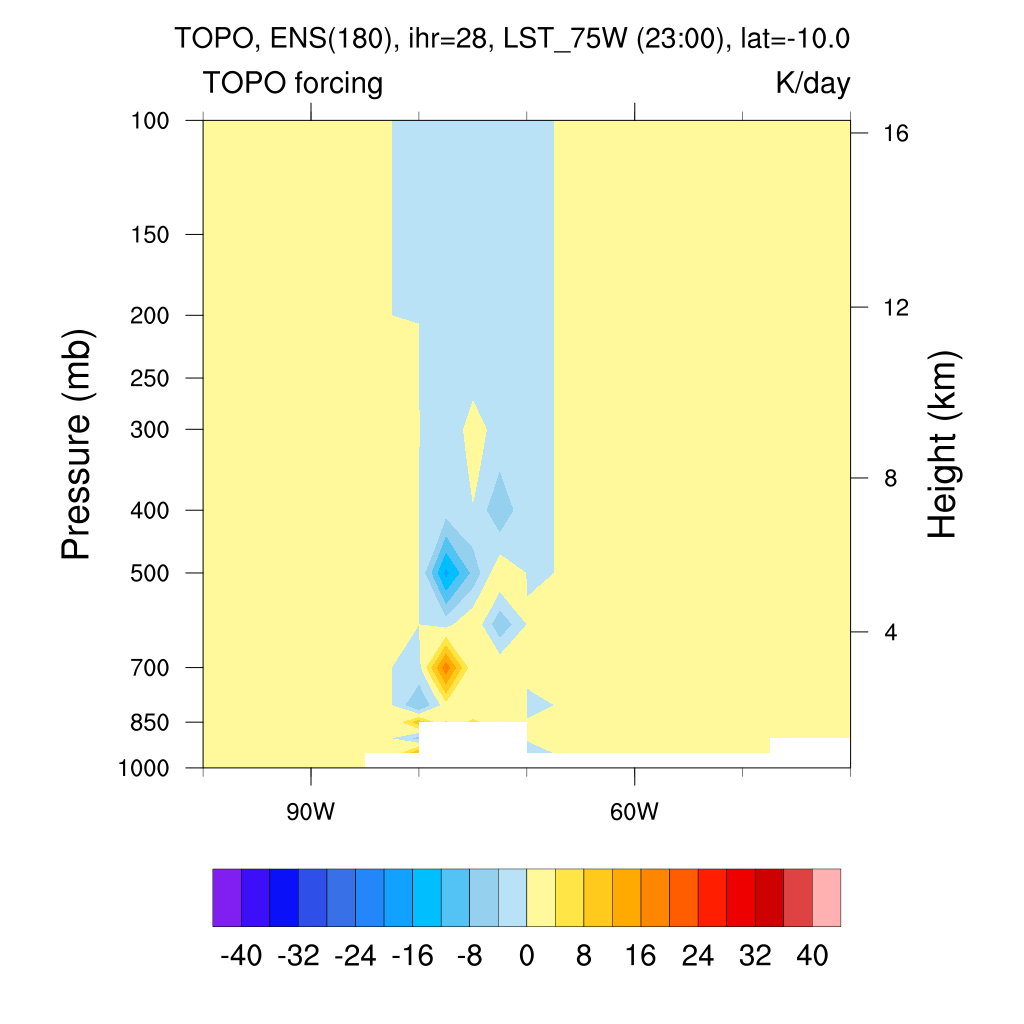 TOPO, ENS(180), ihr=28, LST_75W (23:00), lat=-10.0
TOPO forcing
K/day
100
150
200
250
300
400
500
700
850
1000
Pressure (mb)
16
12
8
4
Height (km)
90W
60W
-40 -32 -24 -16 -8 0 8 16 24 32 40